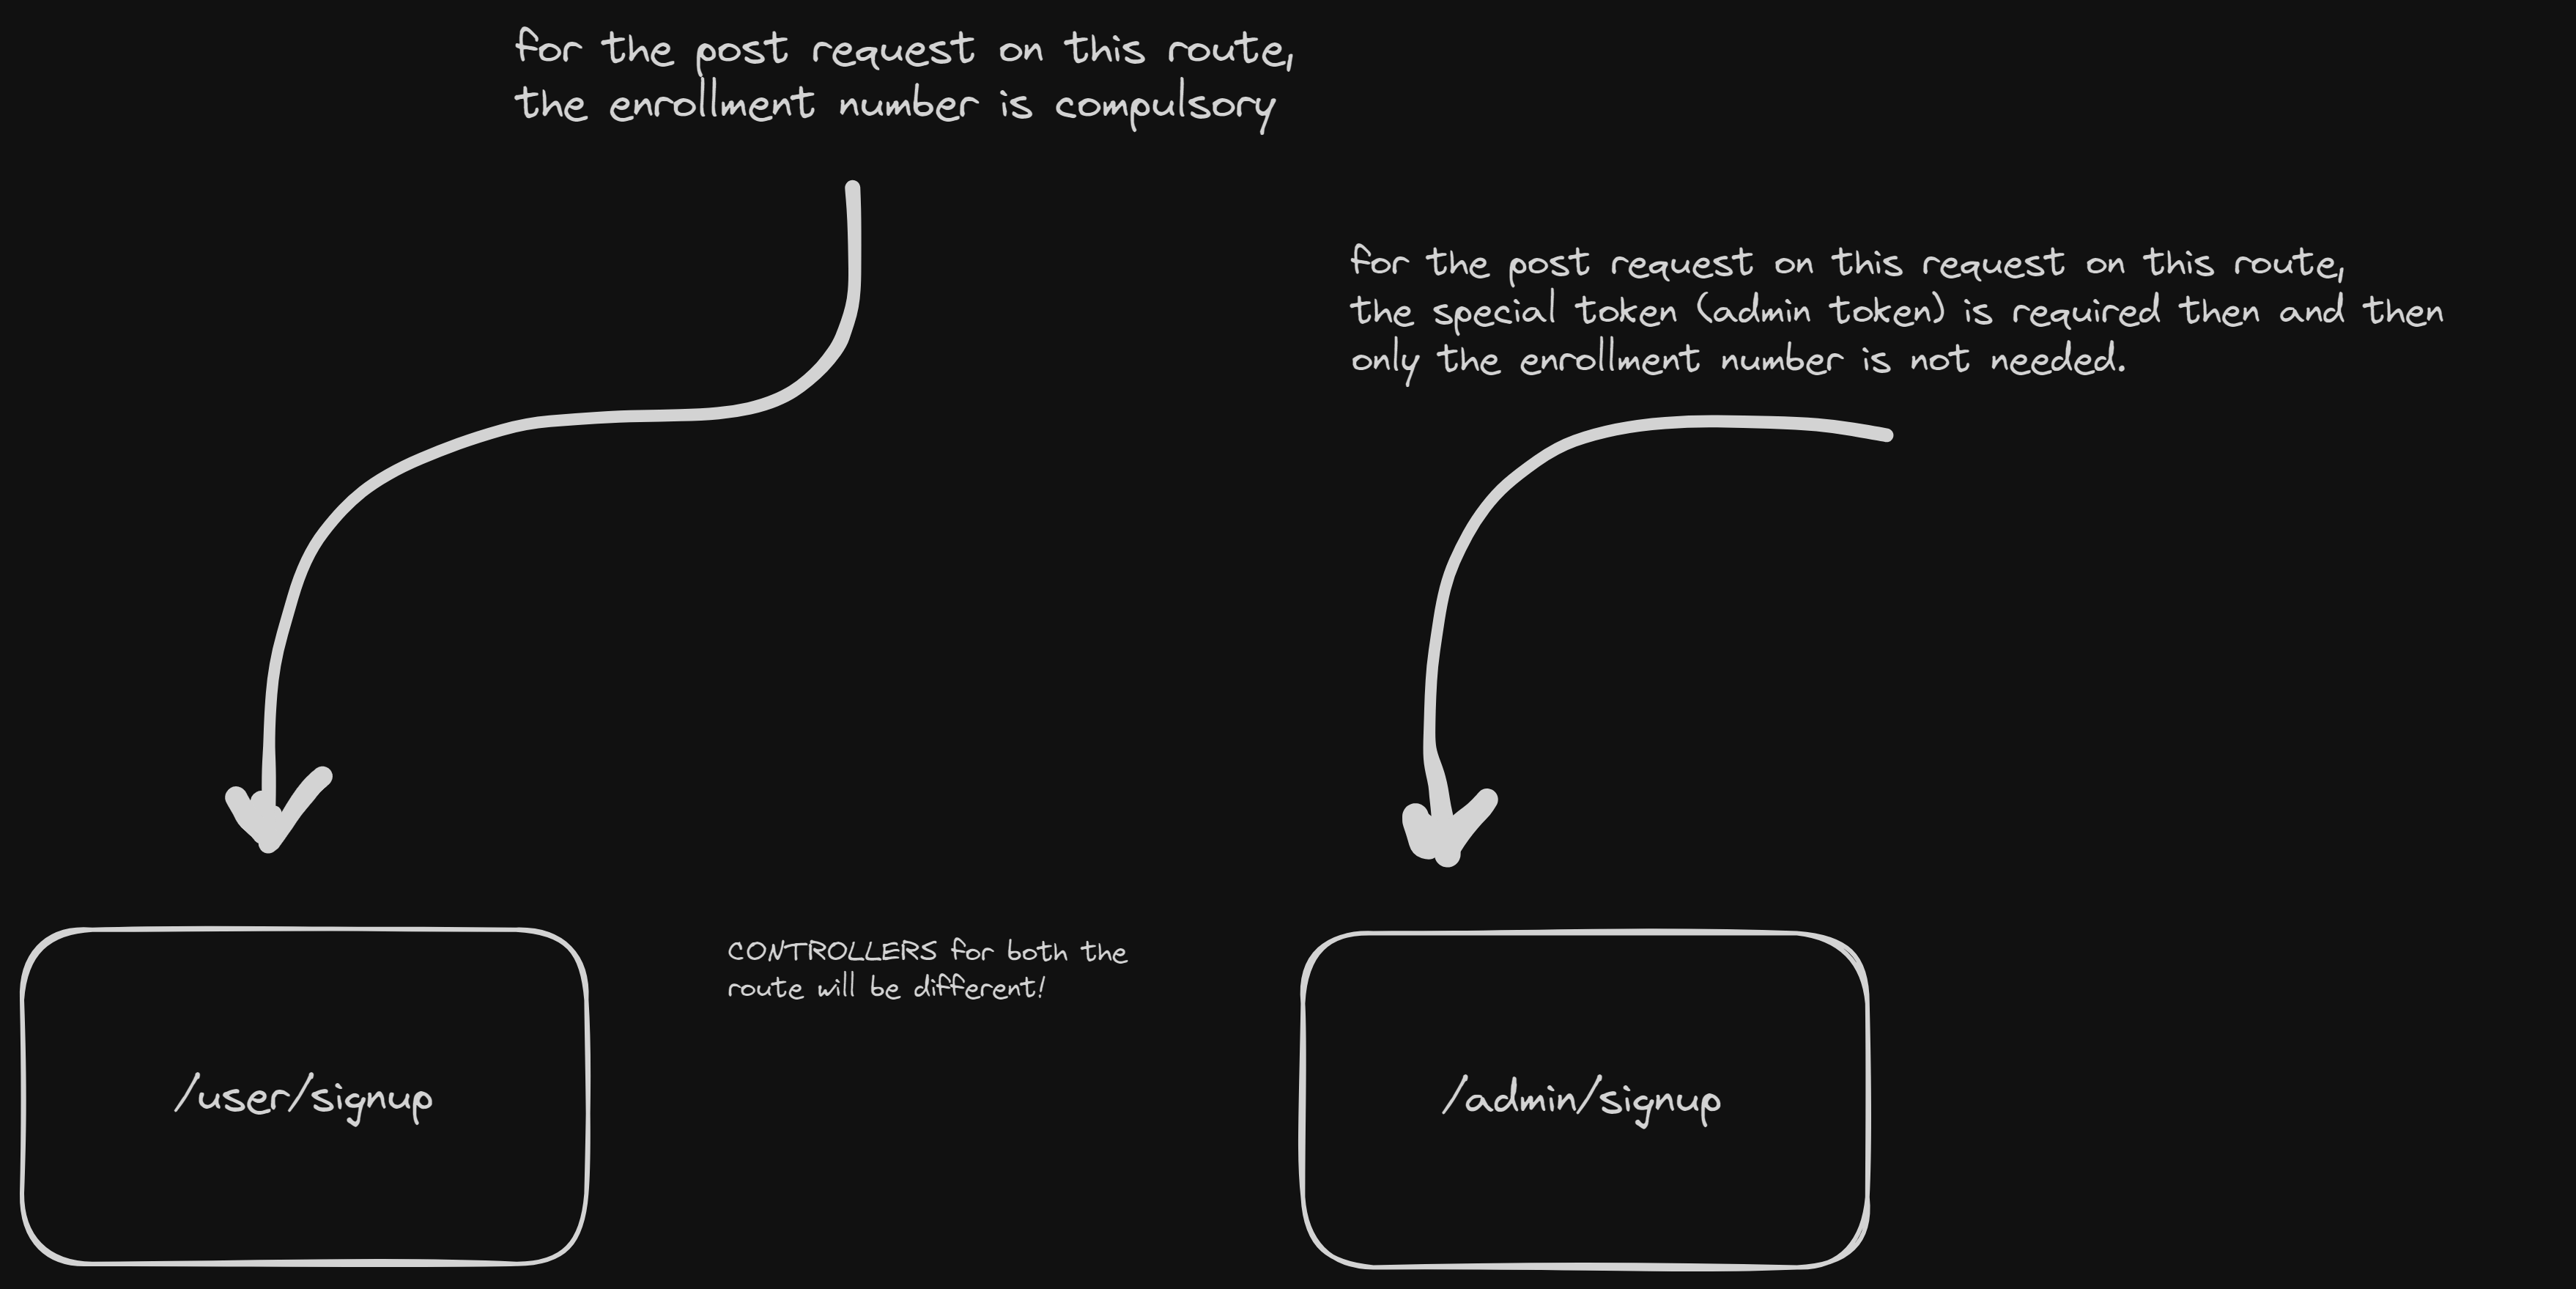 for the post request on this route,
the enrollment number is compulsory
for the post request on this request on this route,
the special token (admin token) is required then and then
only the enrollment number is not needed.
CONTROLLERS for both the
route will be different!
/user/signup
/admin/signup